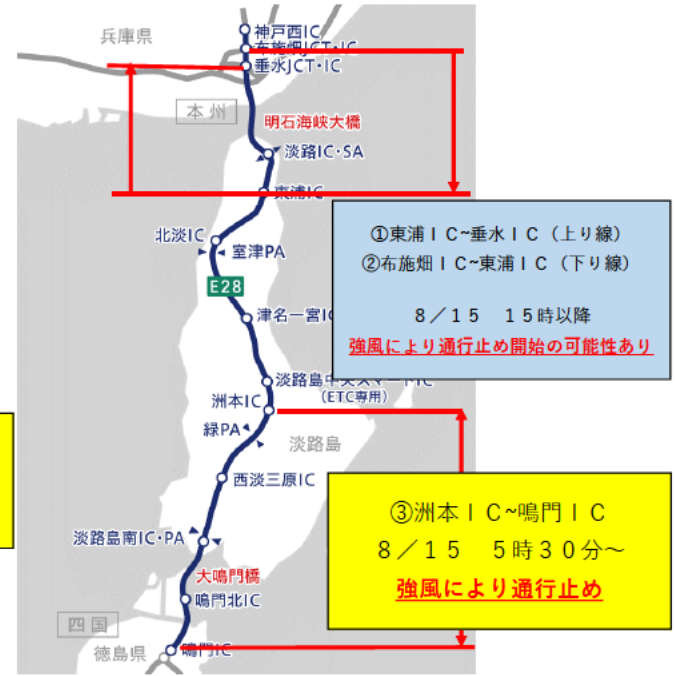 兵庫県
神戸西IC
布施畑JCT・IC
垂水JCT・IC
本州
明石海峡大橋
淡路IC・SA
東浦IC
北淡IC
室津PA
E28
①東浦ＩＣ~垂水ＩＣ（上り線）
②布施畑ＩＣ~東浦ＩＣ（下り線）
８／１５　１５時以降
強風により通行止め開始の可能性あり
津名一宮IC
淡路島中央スマートIC
(ETC専用)
洲本IC
緑PA
淡路島
西淡三原IC
③洲本ＩＣ~鳴門ＩＣ
８／１５　５時３０分～
強風により通行止め
淡路島南IC・PA
大鳴門橋
鳴門北IC
四国
徳島県
鳴門IC